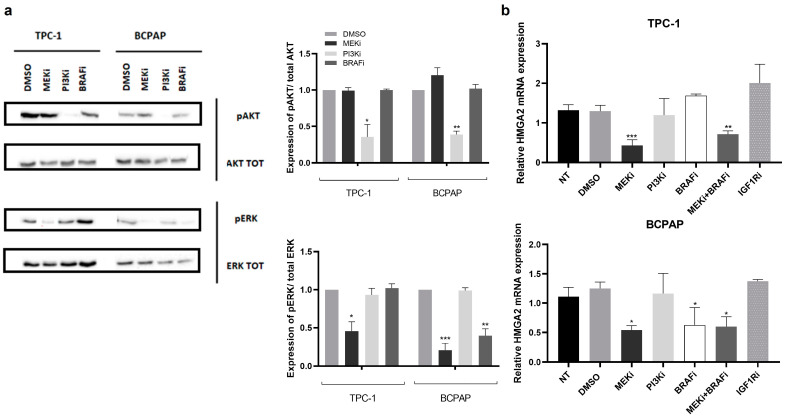 a
TPC-1
BCPAP
DMSO
MEKi
PI3Ki
BRAFi
DMSO
MEKi
PI3Ki
BRAFi
pAKT
AKT TOT
pERK
ERK TOT
Expression of pAKT/ total AKT
1.5
1.0
0.5
0.0
DMSO
MEKi
PI3Ki
BRAFi
*
**
TPC-1
BCPAP
Expression of pERK/ total ERK
1.5
1.0
0.5
0.0
*
***
**
TPC-1
BCPAP
b
TPC-1
Relative HMGA2 mRNA expression
3
2
1
0
***
**
NT
DMSO
MEKi
PI3Ki
BRAFi
MEKi+BRAFi
IGF1Ri
BCPAP
Relative HMGA2 mRNA expression
2.0
1.5
1.0
0.5
0.0
*
*
*
NT
DMSO
MEKi
PI3Ki
BRAFi
MEKi+BRAFi
IGF1Ri